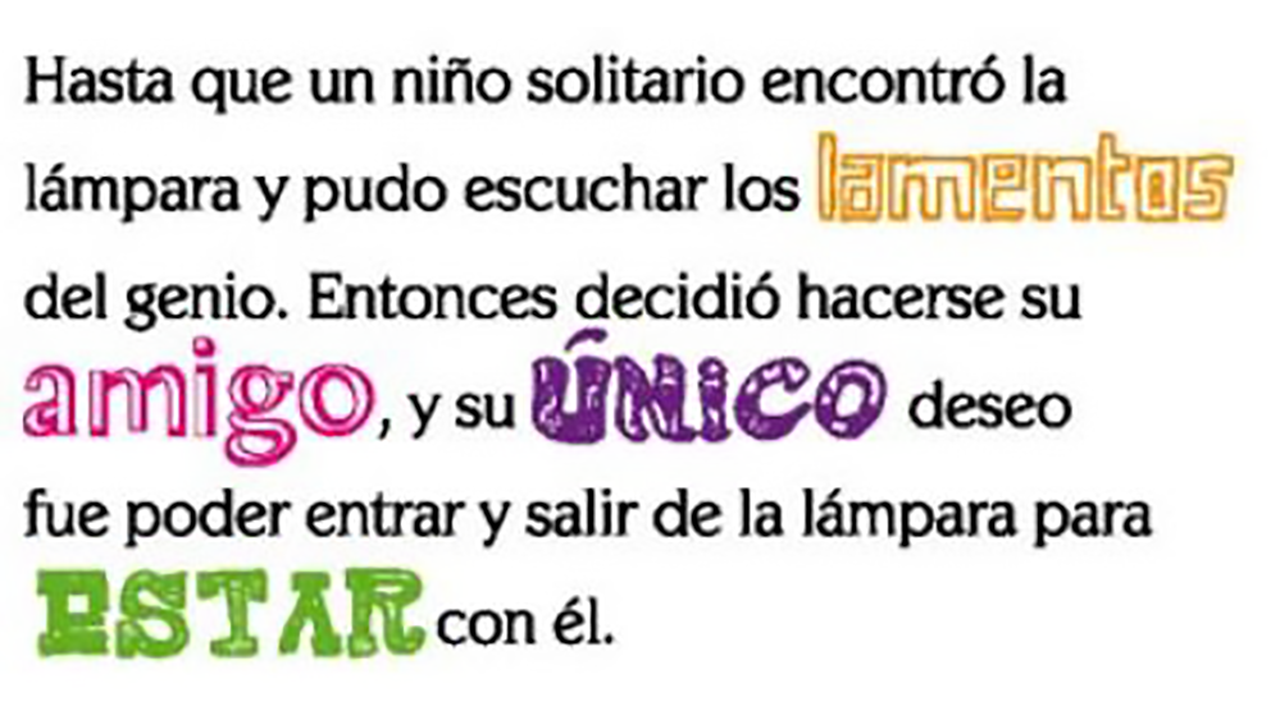 Hasta que un niño solitario encontró la
lámpara y pudo escuchar los lamentos
del genio. Entonces decidió hacerse su
amigo, y su ÚNICO deseo
fue poder entrar y salir de la lámpara para
ESTAR con él.